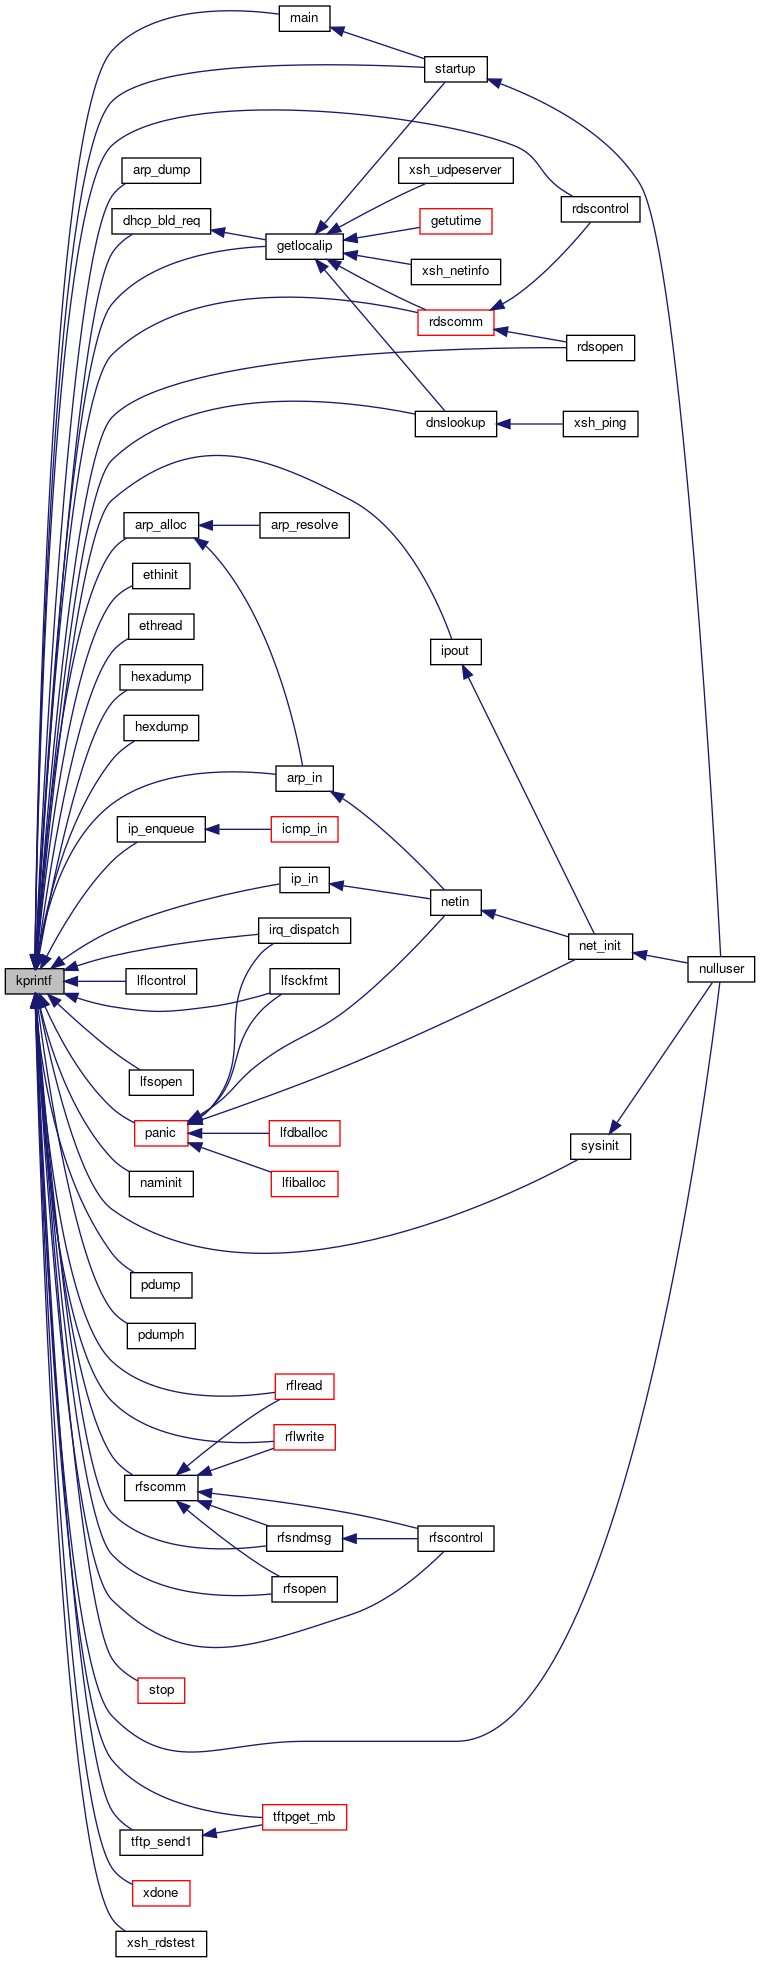 main
startup
arp_dump
xsh_udpeserver
rdscontrol
dhcp_bld_req
getutime
getlocalip
xsh_netinfo
rdscomm
rdsopen
dnslookup
xsh_ping
arp_alloc
arp_resolve
ethinit
ethread
ipout
hexadump
hexdump
arp_in
ip_enqueue
icmp_in
ip_in
netin
irq_dispatch
net_init
nulluser
kprintf
lflcontrol
lfsckfmt
lfsopen
panic
lfdballoc
sysinit
naminit
lfiballoc
pdump
pdumph
rflread
rflwrite
rfscomm
rfsndmsg
rfscontrol
rfsopen
stop
tftpget_mb
tftp_send1
xdone
xsh_rdstest